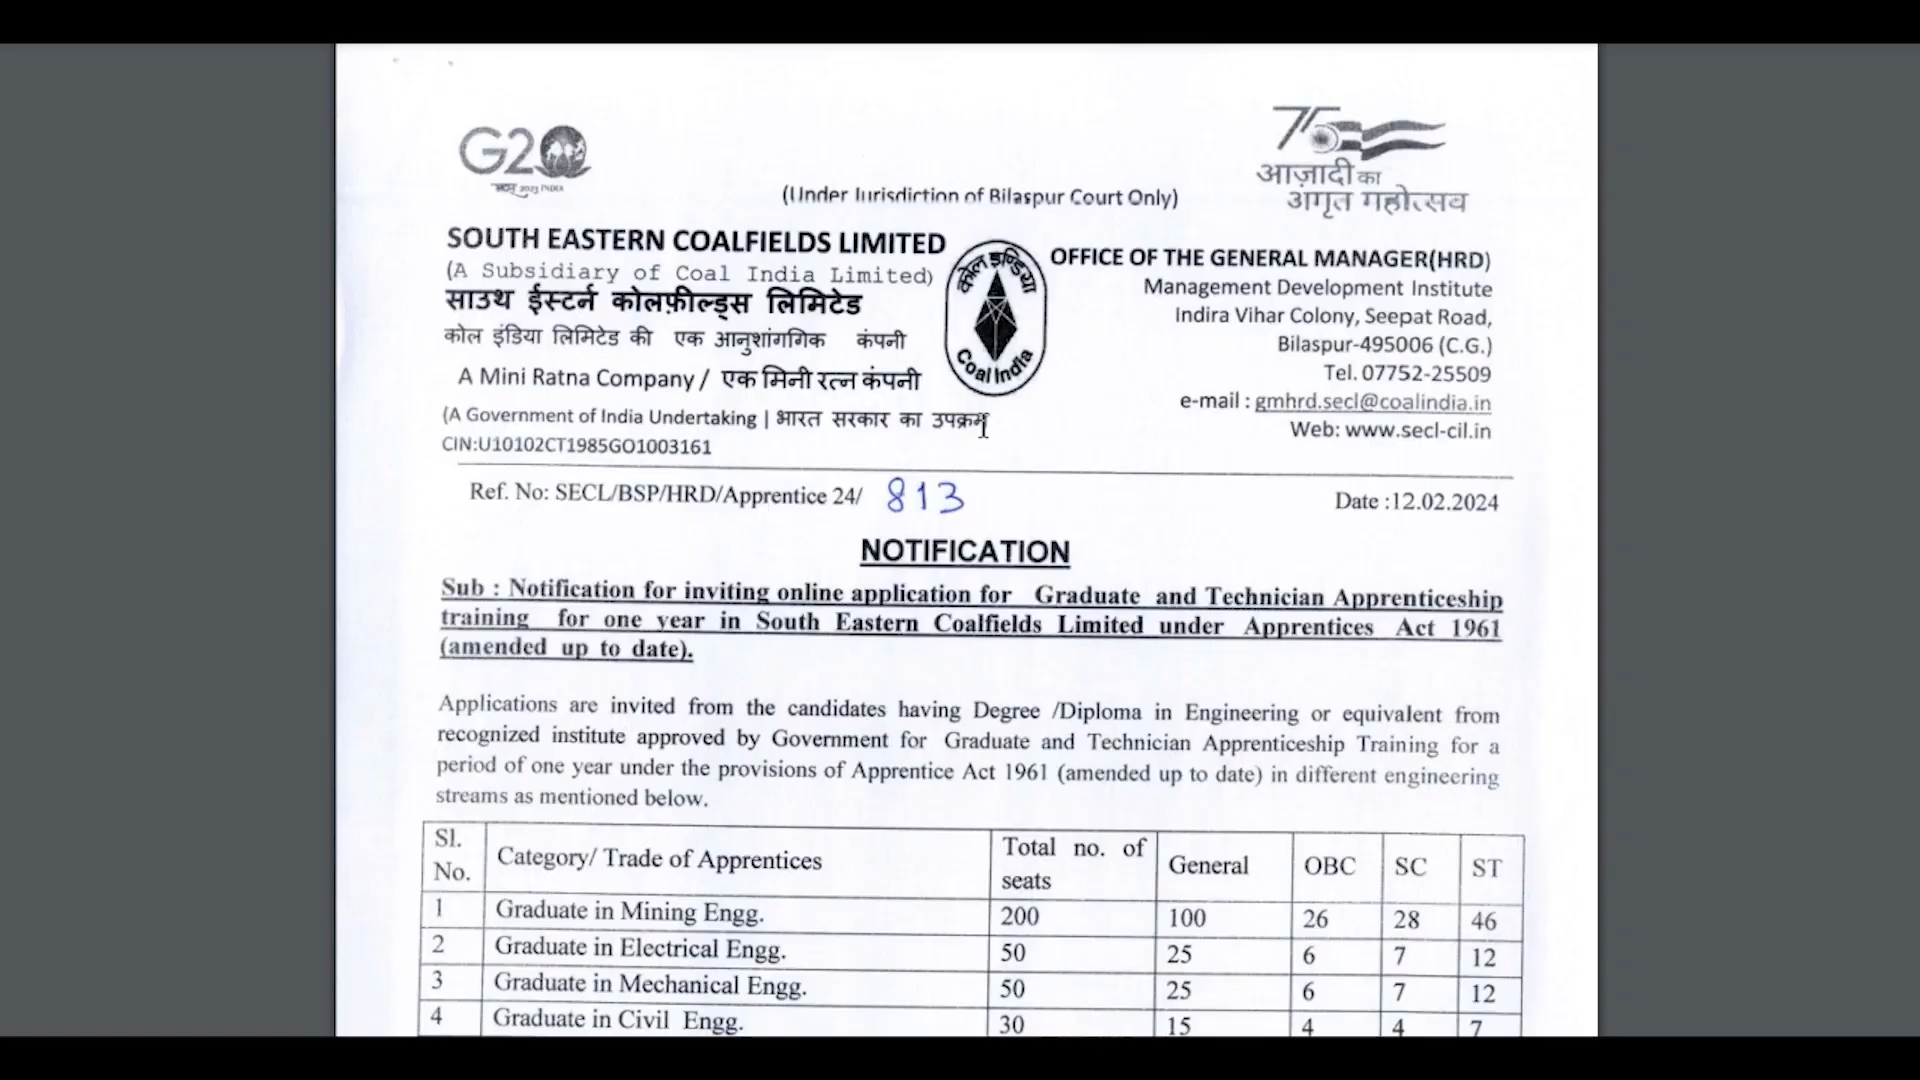 G20
2023 INDIA
75
आज़ादी का
अमृत महोत्सव
(Under Jurisdiction of Bilaspur Court Only)
SOUTH EASTERN COALFIELDS LIMITED
(A Subsidiary of Coal India Limited)
साउथ ईस्टर्न कोलफ़ील्ड्स लिमिटेड
कोल इंडिया लिमिटेड की एक आनुशांगगिक कंपनी
A Mini Ratna Company / एक मिनी रत्न कंपनी
(A Government of India Undertaking | भारत सरकार का उपक्रम
CIN:U10102CT1985GO1003161
कोल इण्डिया
Coal India
OFFICE OF THE GENERAL MANAGER(HRD)
Management Development Institute
Indira Vihar Colony, Seepat Road,
Bilaspur-495006 (C.G.)
Tel. 07752-25509
e-mail : gmhrd.secl@coalindia.in
Web: www.secl-cil.in
Ref. No: SECL/BSP/HRD/Apprentice 24/ 813
Date :12.02.2024
NOTIFICATION
Sub : Notification for inviting online application for Graduate and Technician Apprenticeship
training for one year in South Eastern Coalfields Limited under Apprentices Act 1961
(amended up to date).
Applications are invited from the candidates having Degree /Diploma in Engineering or equivalent from
recognized institute approved by Government for Graduate and Technician Apprenticeship Training for a
period of one year under the provisions of Apprentice Act 1961 (amended up to date) in different engineering
streams as mentioned below.
Sl. No. Category/ Trade of Apprentices Total no. of seats General OBC SC ST
1 Graduate in Mining Engg. 200 100 26 28 46
2 Graduate in Electrical Engg. 50 25 6 7 12
3 Graduate in Mechanical Engg. 50 25 6 7 12
4 Graduate in Civil Engg. 30 15 4 4 7